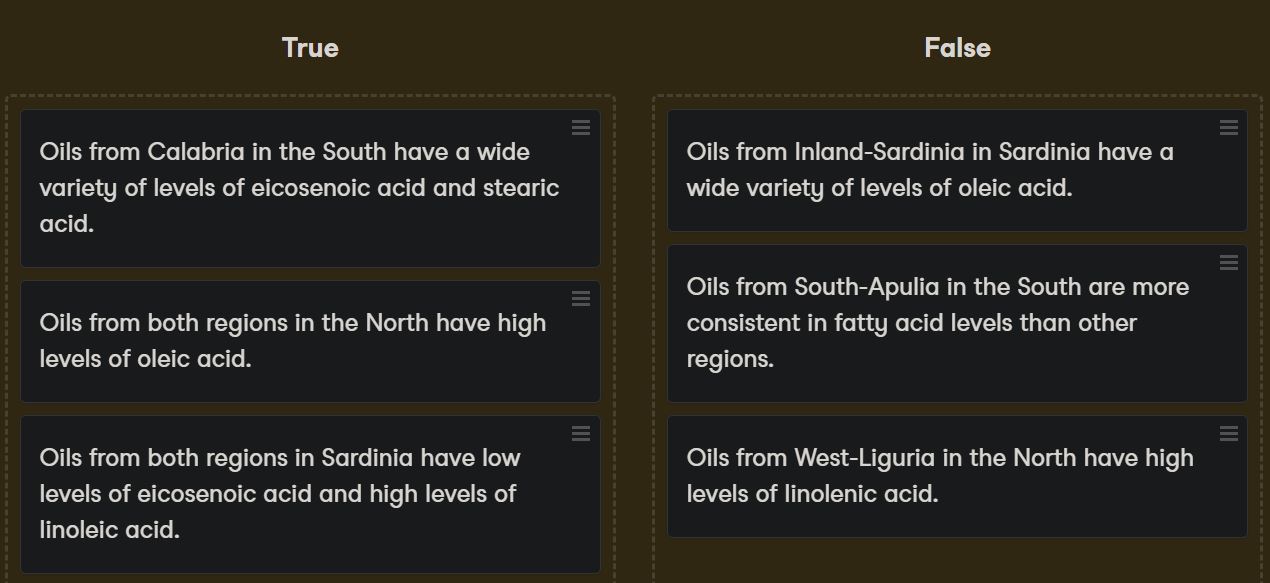 True
Oils from Calabria in the South have a wide
variety of levels of eicosenoic acid and stearic
acid.
Oils from both regions in the North have high
levels of oleic acid.
Oils from both regions in Sardinia have low
levels of eicosenoic acid and high levels of
linoleic acid.
False
Oils from Inland-Sardinia in Sardinia have a
wide variety of levels of oleic acid.
Oils from South-Apulia in the South are more
consistent in fatty acid levels than other
regions.
Oils from West-Liguria in the North have high
levels of linolenic acid.